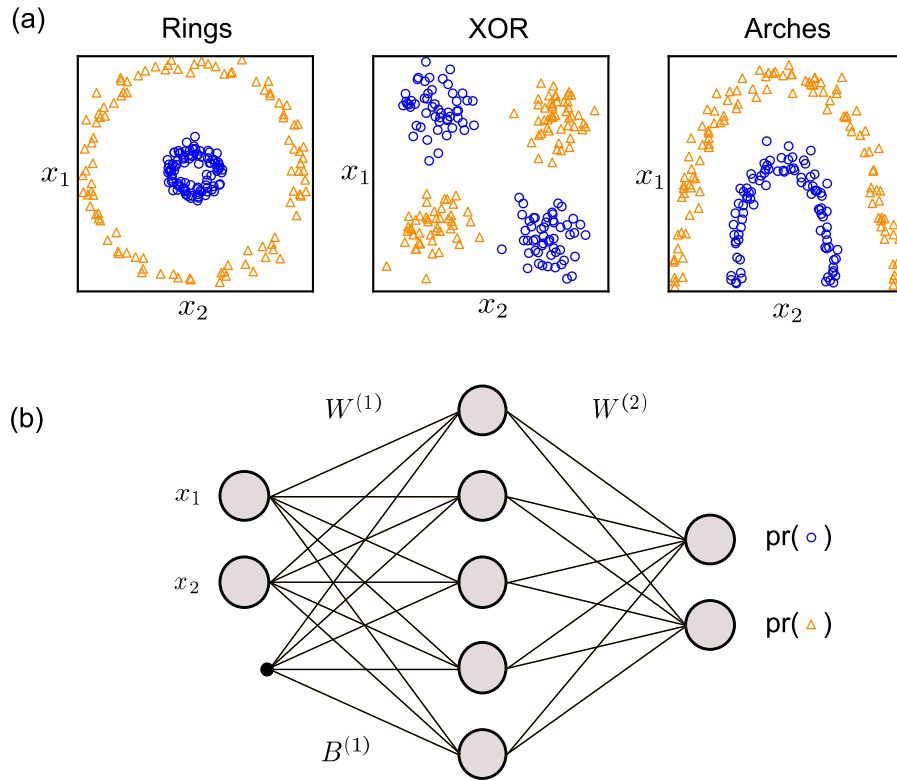 (a)
Rings XOR Arches
x₁ x₁ x₁
x₂ x₂ x₂
(b)
W⁽¹⁾ W⁽²⁾
x₁
pr(○)
x₂
pr(△)
B⁽¹⁾